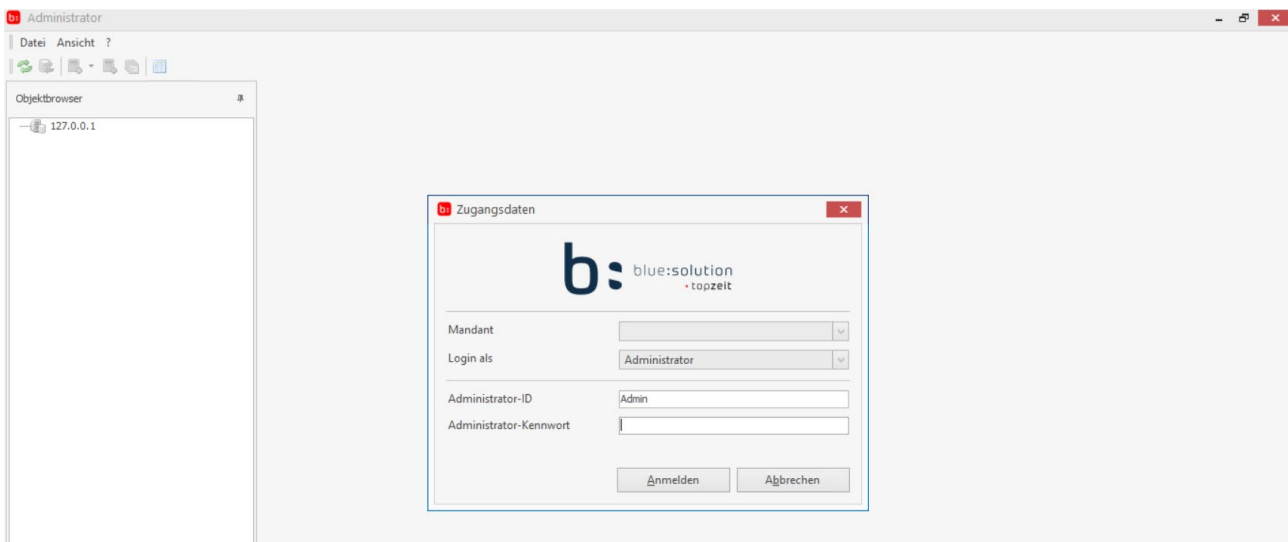 b: Administrator
Datei Ansicht ?
Objektbrowser
127.0.0.1
b: Zugangsdaten
b: blue:solution
topzeit
Mandant
Login als Administrator
Administrator-ID Admin
Administrator-Kennwort
Anmelden Abbrechen